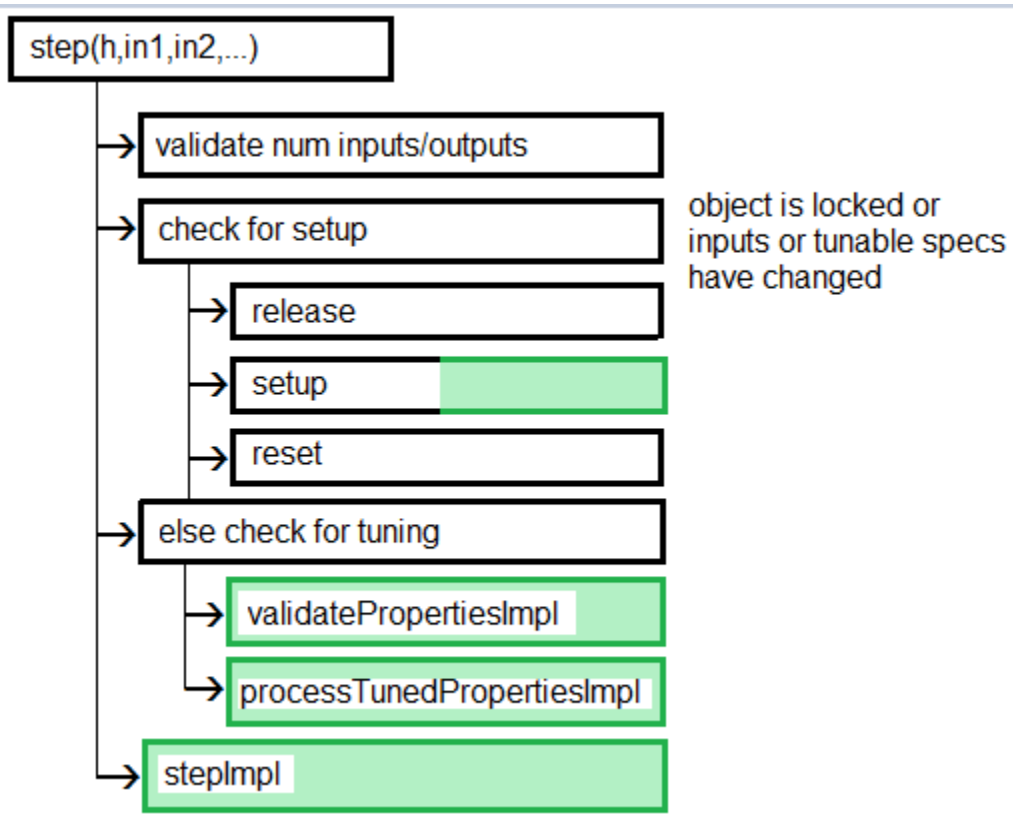 step(h,in1,in2,...)
validate num inputs/outputs
check for setup
object is locked or
inputs or tunable specs
have changed
release
setup
reset
else check for tuning
validatePropertiesImpl
processTunedPropertiesImpl
stepImpl